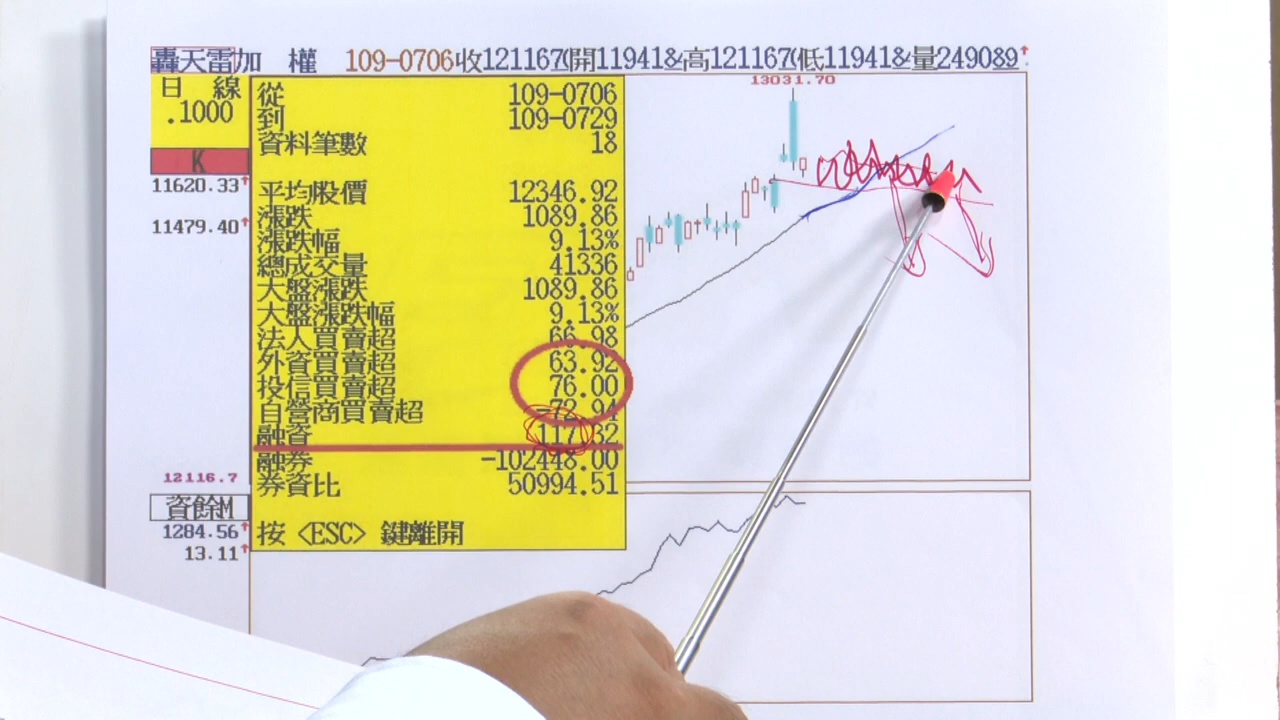 轟天雷加 權 109-0706收12116.7↑開11941.&高12116.7↑低11941.&量249089↑
13031.70
日 線
.1000
K
11620.33↑
11479.40↑
12116.7
資餘M
1284.56↑
13.11↑
從 109-0706
到 109-0729
資料筆數 18
平均股價 12346.92
漲跌 1089.86
漲跌幅 9.13%
總成交量 41336
大盤漲跌 1089.86
大盤漲跌幅 9.13%
法人買賣超 66.98
外資買賣超 63.92
投信買賣超 76.00
自營商買賣超 -72.94
融資 117.32
融券 -102448.00
券資比 50994.51
按 <ESC> 鍵離開